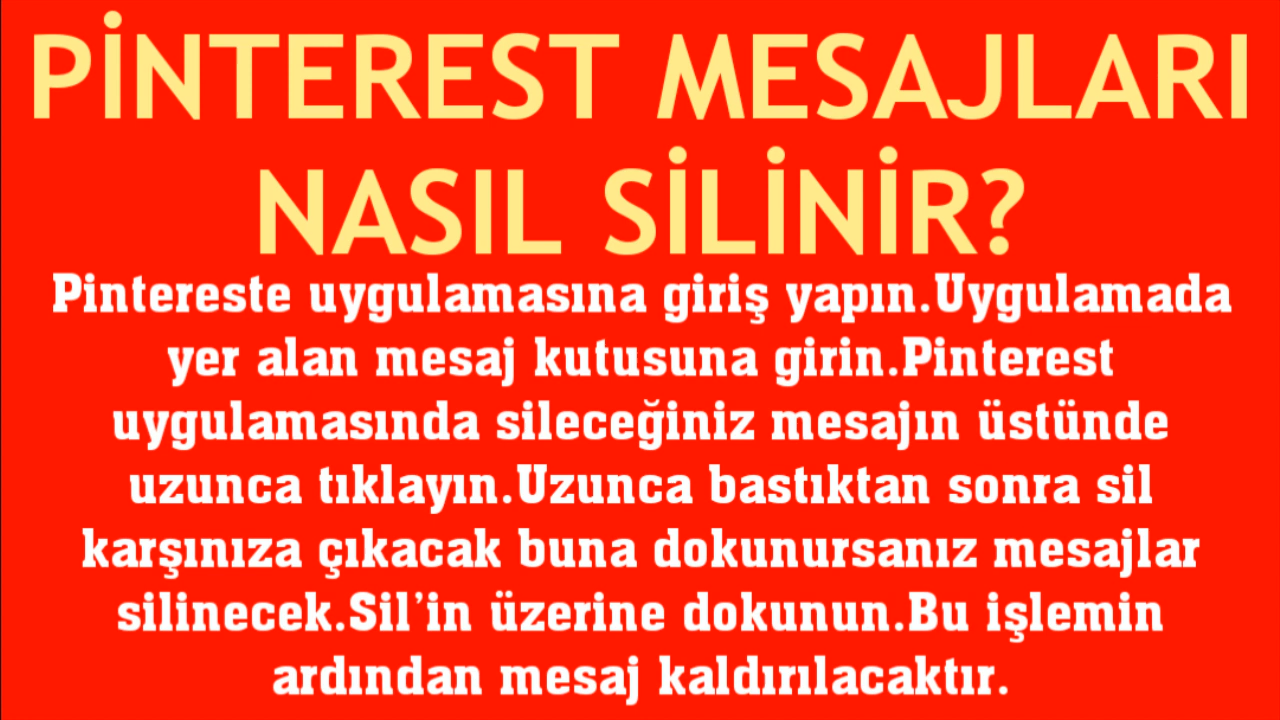 PİNTEREST MESAJLARI
NASIL SİLİNİR?
Pintereste uygulamasına giriş yapın.Uygulamada
yer alan mesaj kutusuna girin.Pinterest
uygulamasında sileceğiniz mesajın üstünde
uzunca tıklayın.Uzunca bastıktan sonra sil
karşınıza çıkacak buna dokunursanız mesajlar
silinecek.Sil'in üzerine dokunun.Bu işlemin
ardından mesaj kaldırılacaktır.